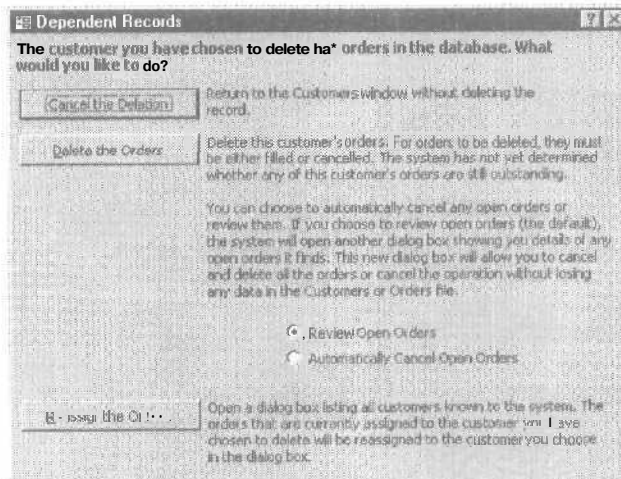 Dependent Records
The customer you have chosen to delete ha* orders in the database. What
would you like to do?
Cancel the Deletion
Return to the Customers window without deleting the
record.
Delete the Orders
Delete this customer's orders. For orders to be deleted, they must
be either filled or cancelled. The system has not yet determined
whether any of this customer's orders are still outstanding.
You can choose to automatically cancel any open orders or
review them. If you choose to review open orders (the default),
the system will open another dialog box showing you details of any
open orders it finds. This new dialog box will allow you to cancel
and delete all the orders or cancel the operation without losing
any data in the Customers or Orders file.
Review Open Orders
Automatically Cancel Open Orders
the
Open a dialog box listing all customers known to the system. The
orders that are currently assigned to the customer you have
chosen to delete will be reassigned to the customer you choose
in the dialog box.